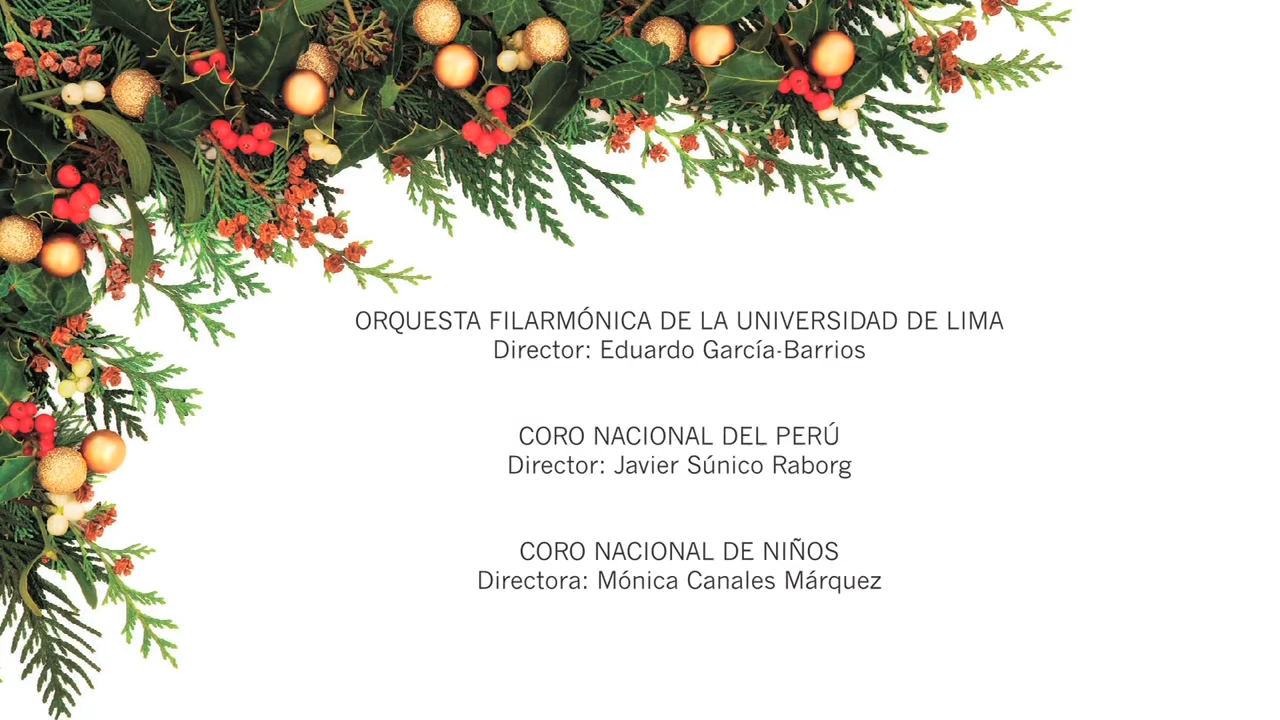 ORQUESTA FILARMÓNICA DE LA UNIVERSIDAD DE LIMA
Director: Eduardo García-Barrios
CORO NACIONAL DEL PERÚ
Director: Javier Súnico Raborg
CORO NACIONAL DE NIÑOS
Directora: Mónica Canales Márquez